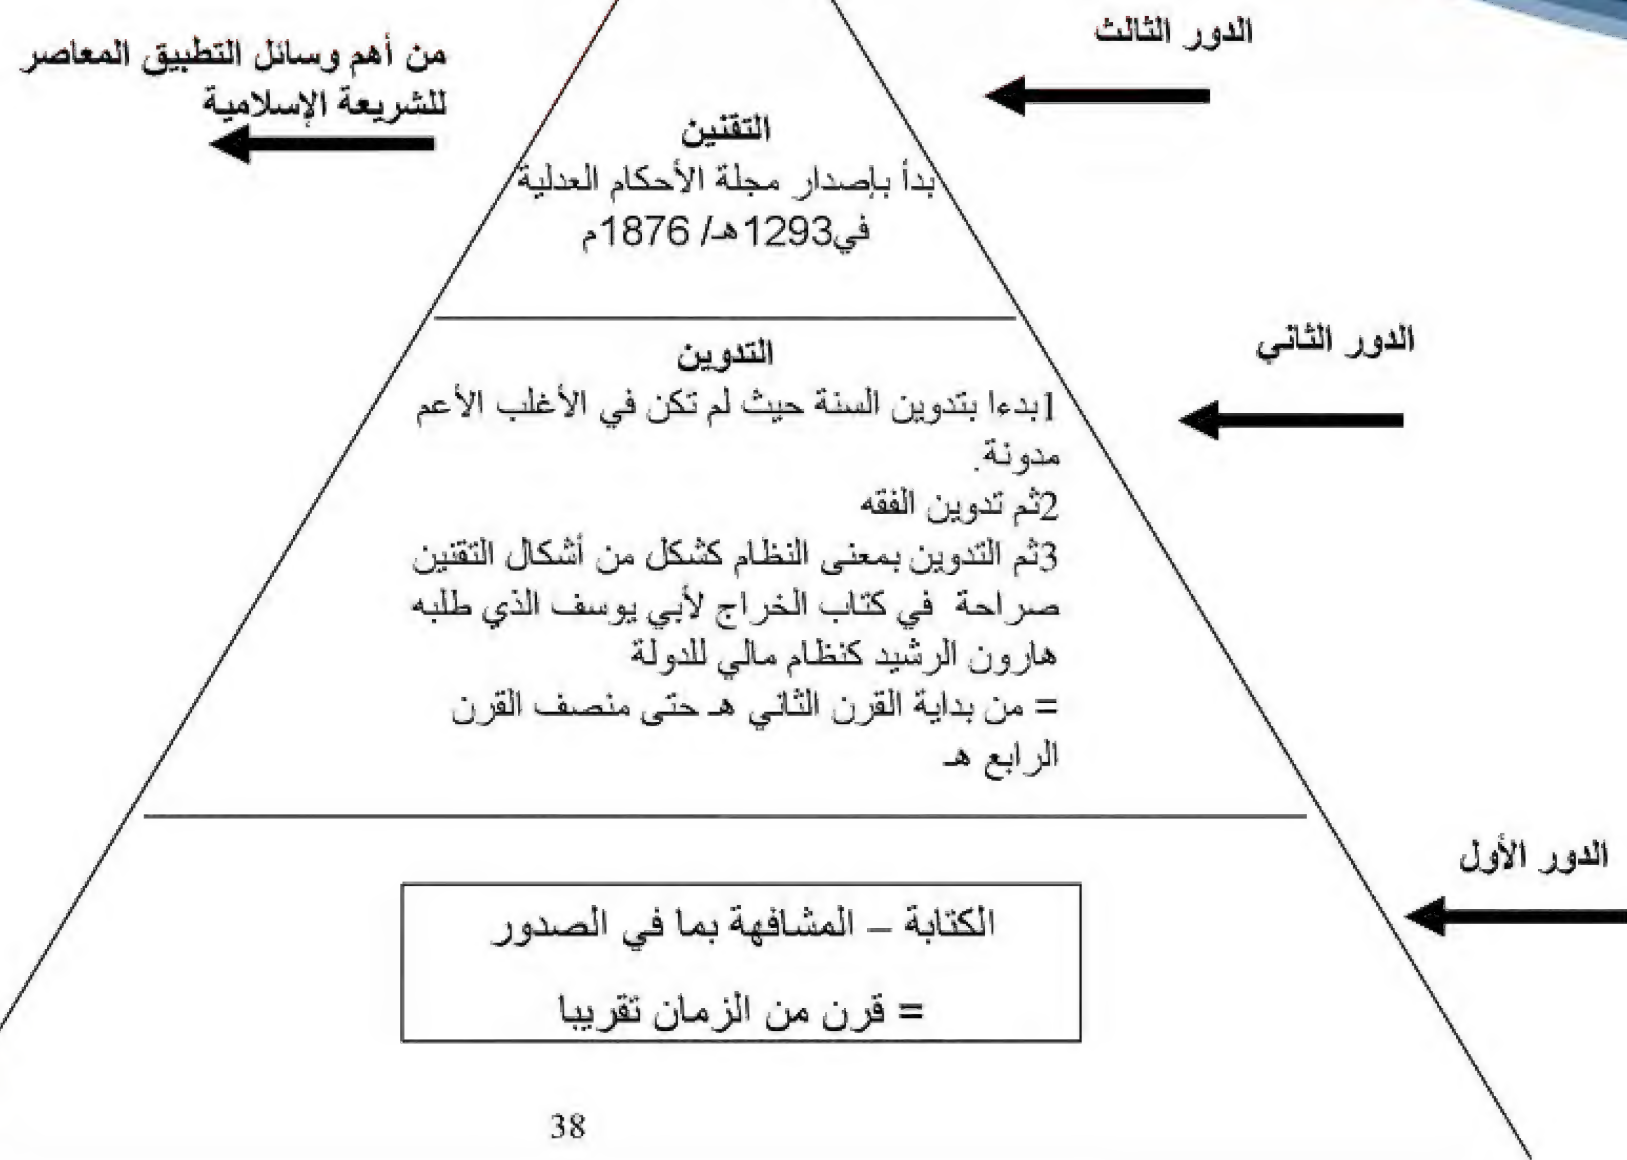 الدور الثالث
من أهم وسائل التطبيق المعاصر
للشريعة الإسلامية
التقنين
بدأ بإصدار مجلة الأحكام العدلية
في1293هـ/ 1876م
الدور الثاني
التدوين
1بدءا بتدوين السنة حيث لم تكن في الأغلب الأعم
مدونة.
2ثم تدوين الفقه
3ثم التدوين بمعنى النظام كشكل من أشكال التقنين
صراحة في كتاب الخراج لأبي يوسف الذي طلبه
هارون الرشيد كنظام مالي للدولة
= من بداية القرن الثاني هـ حتى منصف القرن
الرابع هـ
الدور الأول
الكتابة – المشافهة بما في الصدور
= قرن من الزمان تقريبا
38